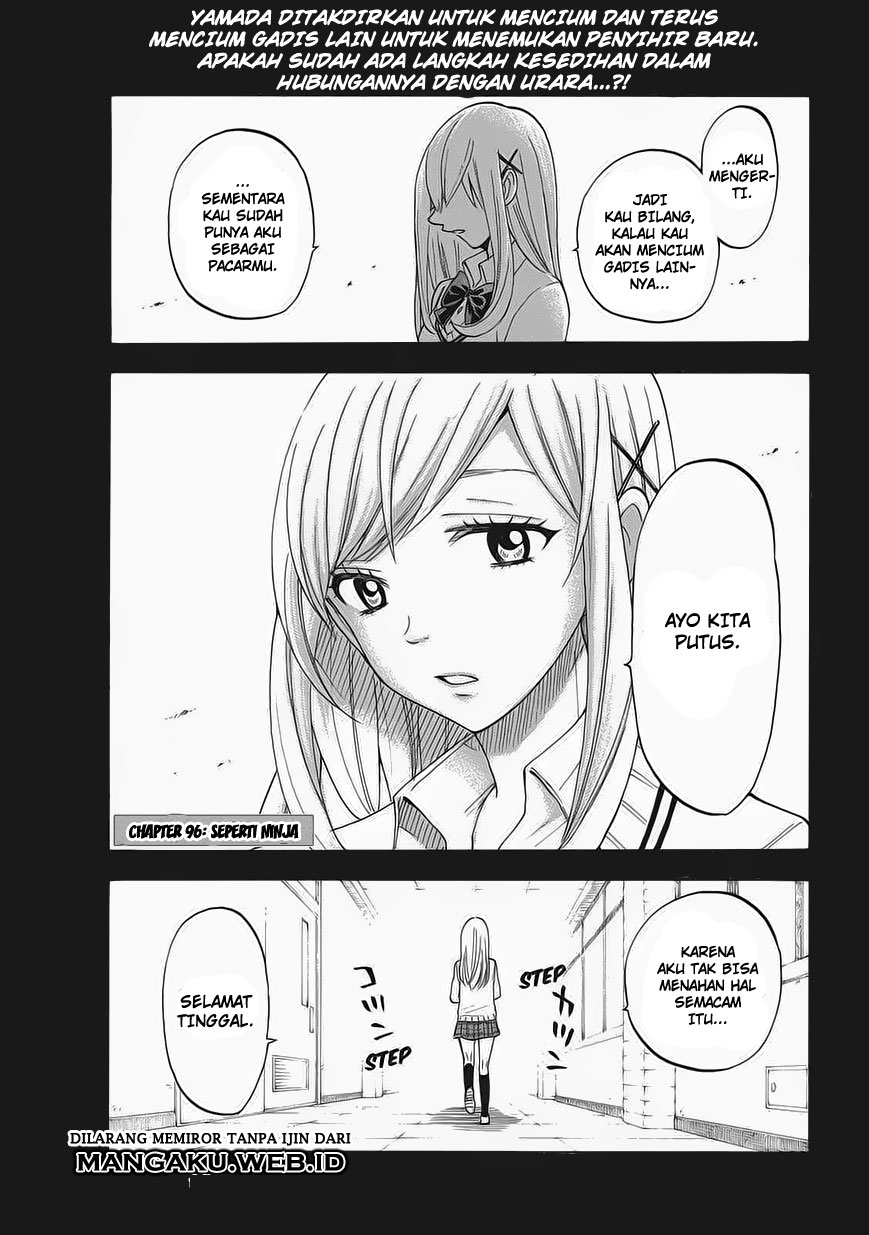 YAMADA DITAKDIRKAN UNTUK MENCIUM DAN TERUS
MENCIUM GADIS LAIN UNTUK MENEMUKAN PENYIHIR BARU.
APAKAH SUDAH ADA LANGKAH KESEDIHAN DALAM
HUBUNGANNYA DENGAN URARA...?!
...AKU
MENGER-
TI.
JADI
KAU BILANG,
KALAU KAU
AKAN MENCIUM
GADIS LAIN-
NYA...
...
SEMENTARA
KAU SUDAH
PUNYA AKU
SEBAGAI
PACARMU.
AYO KITA
PUTUS.
CHAPTER 96: SEPERTI NINJA
KARENA
AKU TAK BISA
MENAHAN HAL
SEMACAM
ITU...
STEP
STEP
コツン
SELAMAT
TINGGAL.
DILARANG MEMIROR TANPA IJIN DARI
MANGAKU.WEB.ID